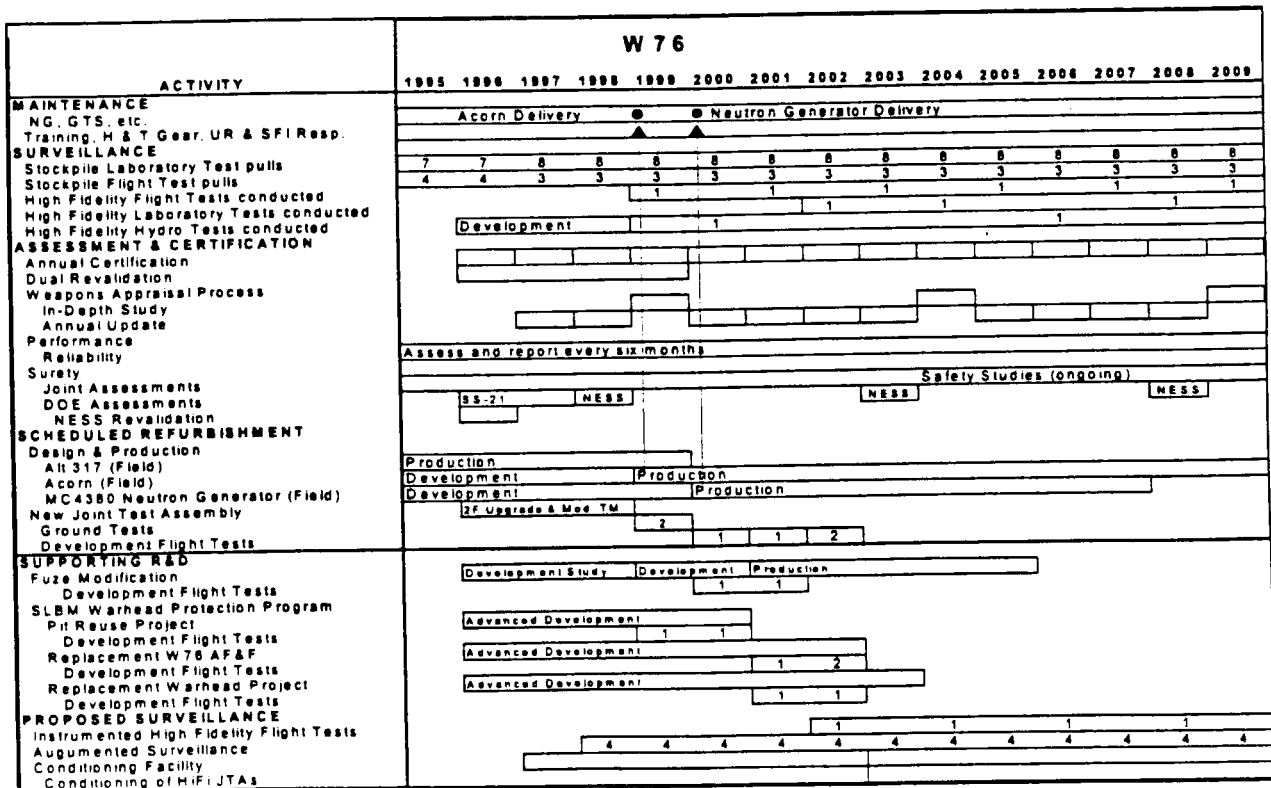 W 76
ACTIVITY 1995 1996 1997 1998 1999 2000 2001 2002 2003 2004 2005 2006 2007 2008 2009
MAINTENANCE
NG, GTS, etc. Acorn Delivery Neutron Generator Delivery
Training, H & T Gear, UR & SFI Resp.
SURVEILLANCE
Stockpile Laboratory Test pulls 7 7 8 8 8 8 8 8 8 8 8 8 8 8 8
Stockpile Flight Test pulls 4 4 3 3 3 3 3 3 3 3 3 3 3 3 3
High Fidelity Flight Tests conducted 1 1 1 1 1 1
High Fidelity Laboratory Tests conducted 1 1 1
High Fidelity Hydro Tests conducted Development 1 1
ASSESSMENT & CERTIFICATION
Annual Certification
Dual Revalidation
Weapons Appraisal Process
In-Depth Study
Annual Update
Performance
Reliability Assess and report every six months
Surety
Joint Assessments Safety Studies (ongoing)
DOE Assessments SS-21 NESS NESS NESS
NESS Revalidation
SCHEDULED REFURBISHMENT
Design & Production
Alt 317 (Field) Production
Acorn (Field) Development Production
MC4380 Neutron Generator (Field) Development Production
New Joint Test Assembly 2F Upgrade & Mod. TM
Ground Tests 2
Development Flight Tests 1 1 2
SUPPORTING R&D
Fuze Modification Development Study Development Production
Development Flight Tests 1 1
SLBM Warhead Protection Program
Pit Reuse Project Advanced Development
Development Flight Tests 1 1
Replacement W76 AF&F Advanced Development
Development Flight Tests 1 2
Replacement Warhead Project Advanced Development
Development Flight Tests 1 1
PROPOSED SURVEILLANCE
Instrumented High Fidelity Flight Tests 1 1 1 1
Augumented Surveillance 4 4 4 4 4 4 4 4 4 4 4 4
Conditioning Facility
Conditioning of HiFi JTAs